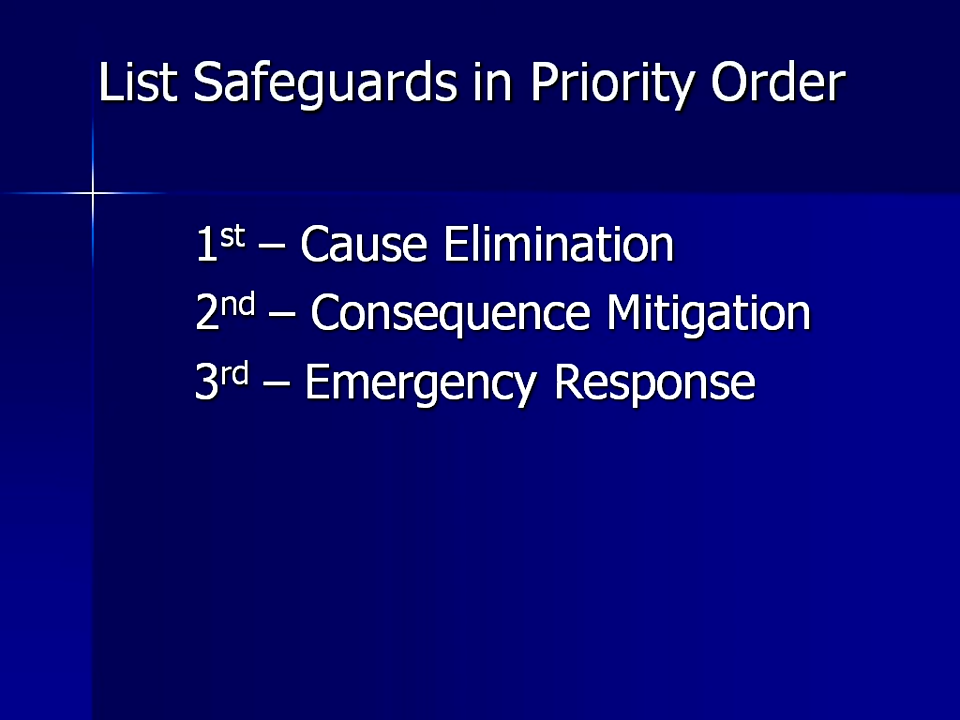 List Safeguards in Priority Order
1st – Cause Elimination
2nd – Consequence Mitigation
3rd – Emergency Response